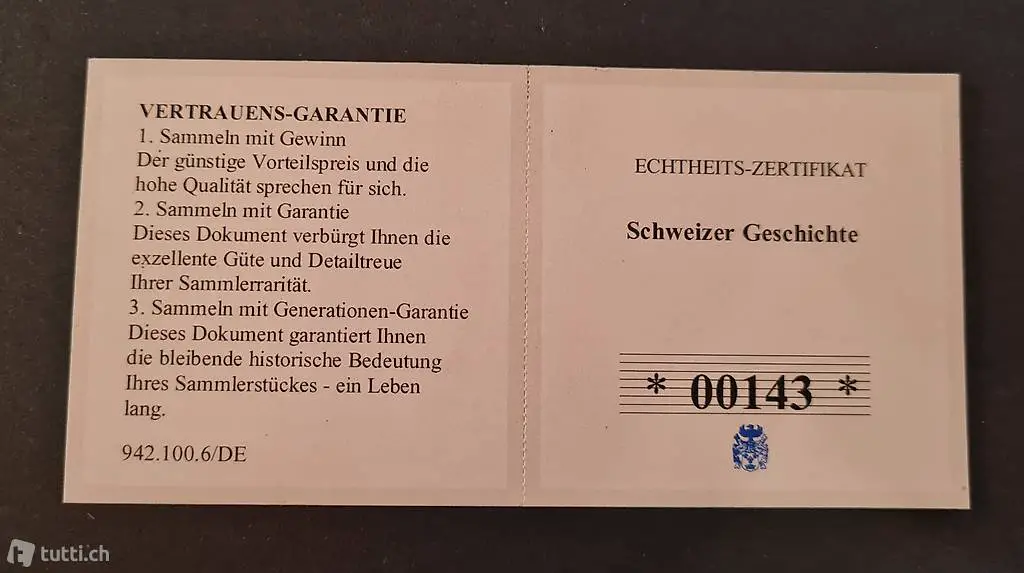 VERTRAUENS-GARANTIE
1. Sammeln mit Gewinn
Der günstige Vorteilspreis und die
hohe Qualität sprechen für sich.
2. Sammeln mit Garantie
Dieses Dokument verbürgt Ihnen die
exzellente Güte und Detailtreue
Ihrer Sammlerrarität.
3. Sammeln mit Generationen-Garantie
Dieses Dokument garantiert Ihnen
die bleibende historische Bedeutung
Ihres Sammlerstückes - ein Leben
lang.
942.100.6/DE
ECHTHEITS-ZERTIFIKAT
Schweizer Geschichte
* 00143 *
tutti.ch